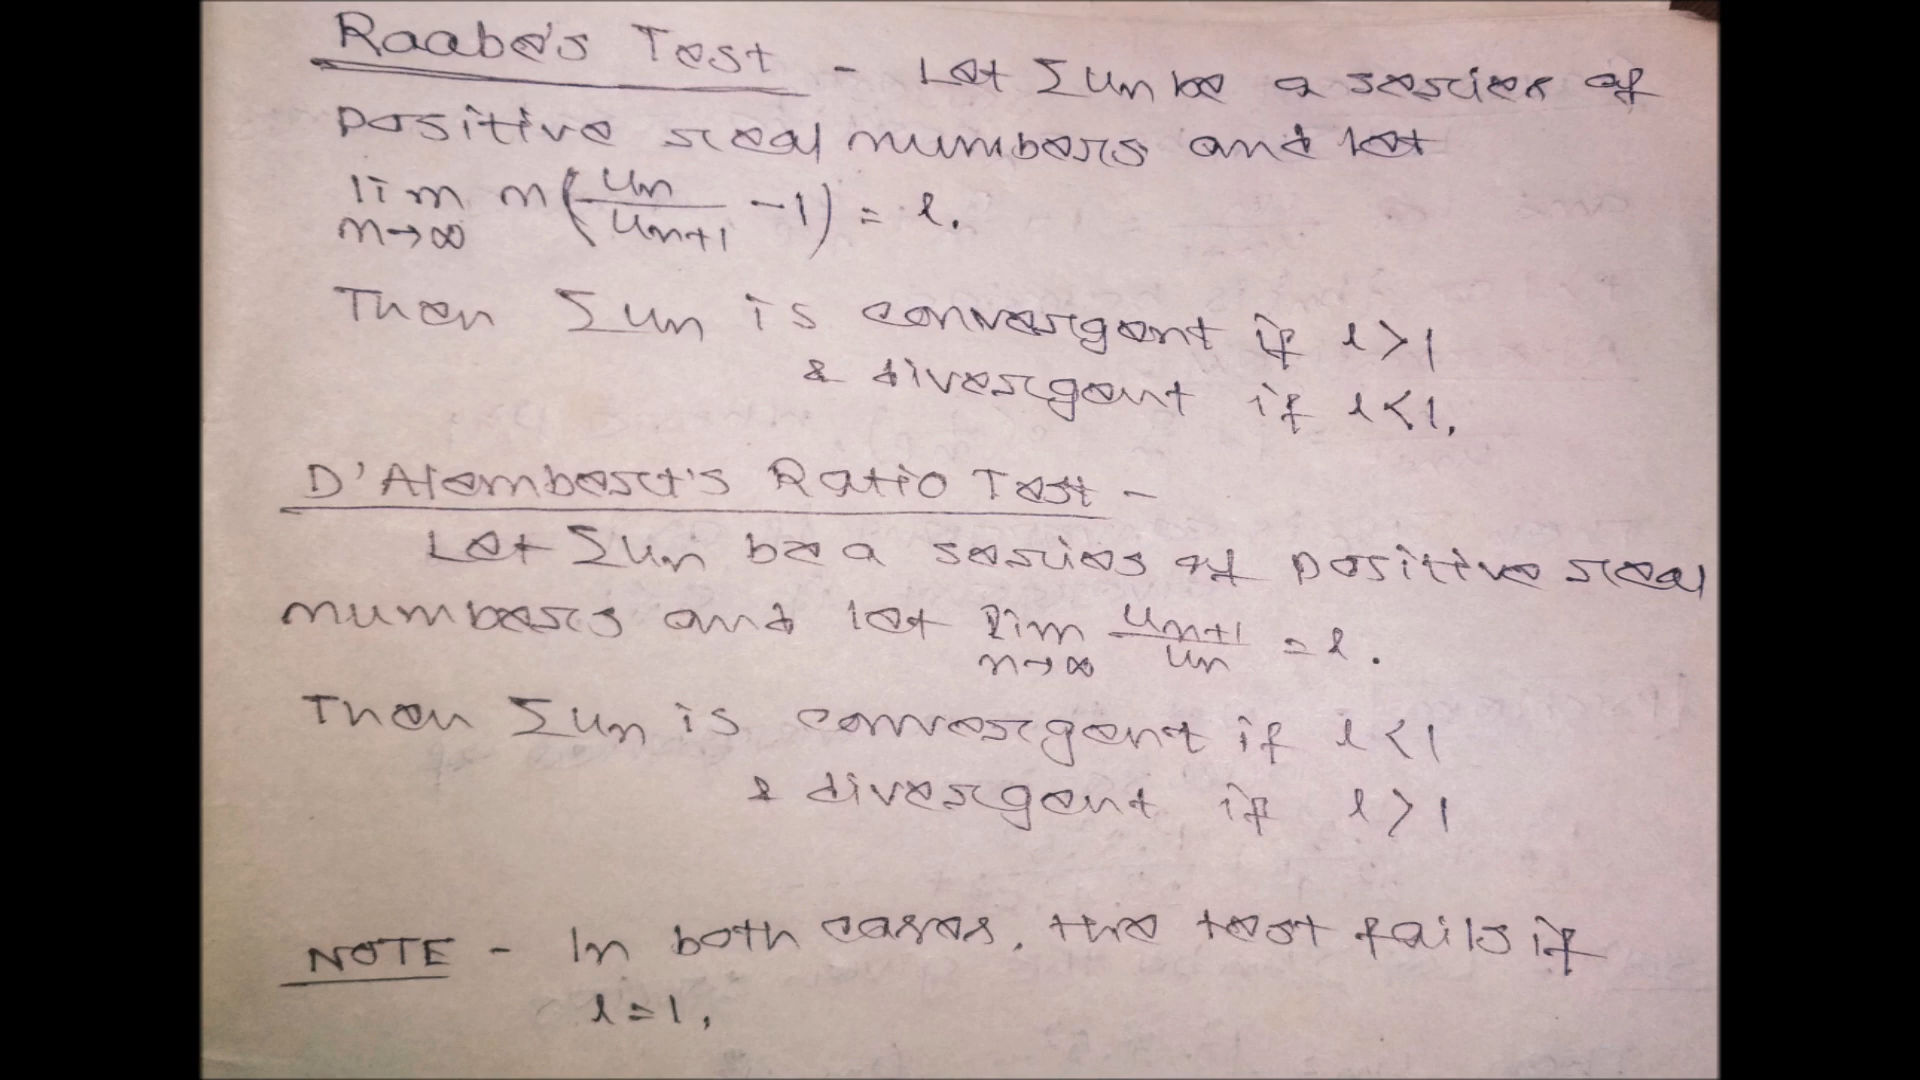 Raabe's Test - Let Σun be a series of
positive real numbers and let
lim n→∞ n(un/un+1 -1) = l.
Then Σun is convergent if l>1
& divergent if l<1.
D'Alembert's Ratio Test -
Let Σun be a series of positive real
numbers and let lim n→∞ un+1/un = l.
Then Σun is convergent if l<1
& divergent if l>1
NOTE - In both cases, the test fails if
l=1.